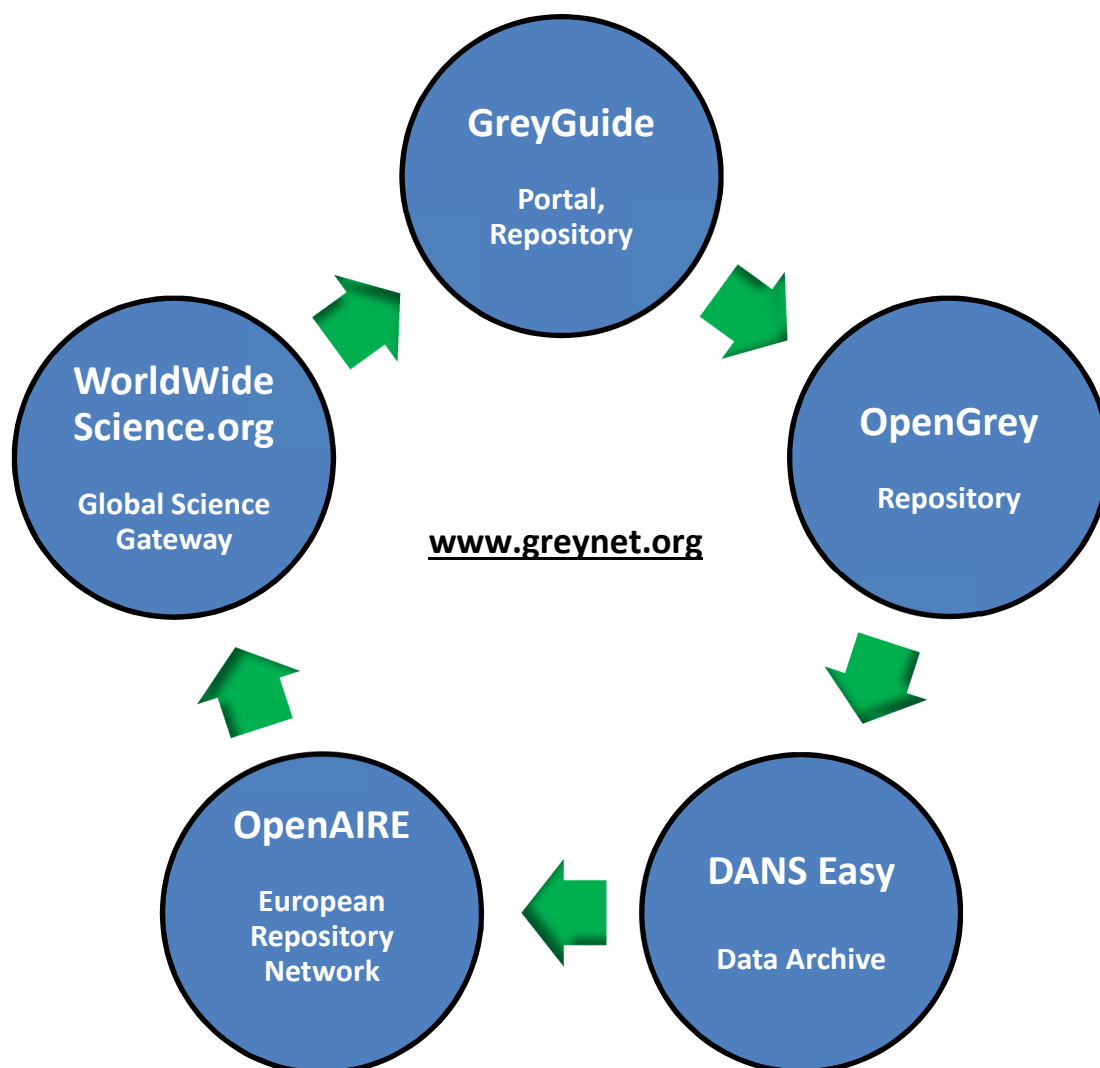 GreyGuide
Portal,
Repository
OpenGrey
Repository
DANS Easy
Data Archive
OpenAIRE
European
Repository
Network
WorldWide
Science.org
Global Science
Gateway
www.greynet.org